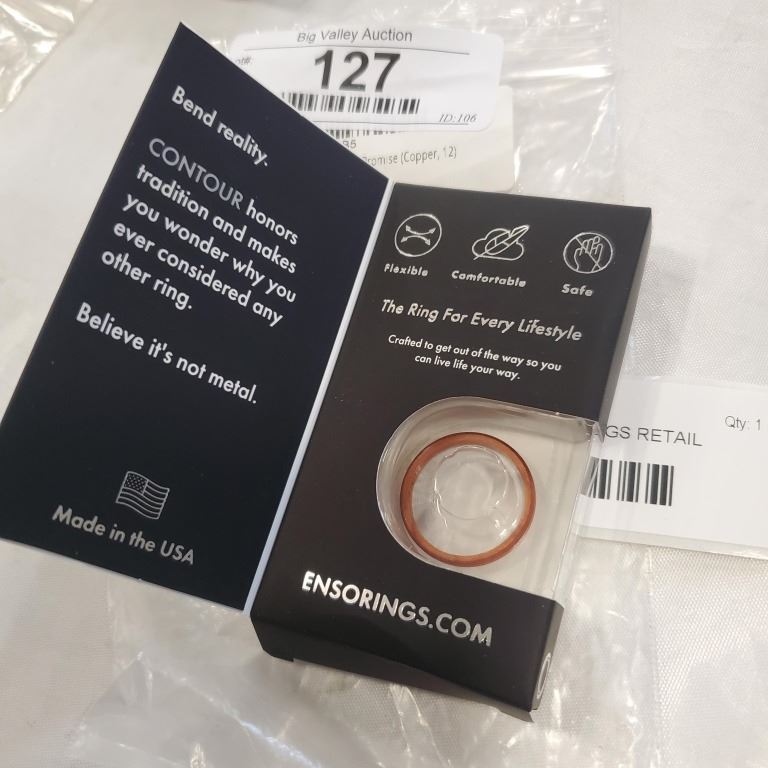 Big Valley Auction
127
ID:106
35
Promise (Copper, 12)
Bend reality.
CONTOUR honors
tradition and makes
you wonder why you
ever considered any
other ring.
Believe it's not metal.
Made in the USA
Flexible Comfortable Safe
The Ring For Every Lifestyle
Crafted to get out of the way so you
can live life your way.
ENSORINGS.COM
RETAIL
Qty: 1